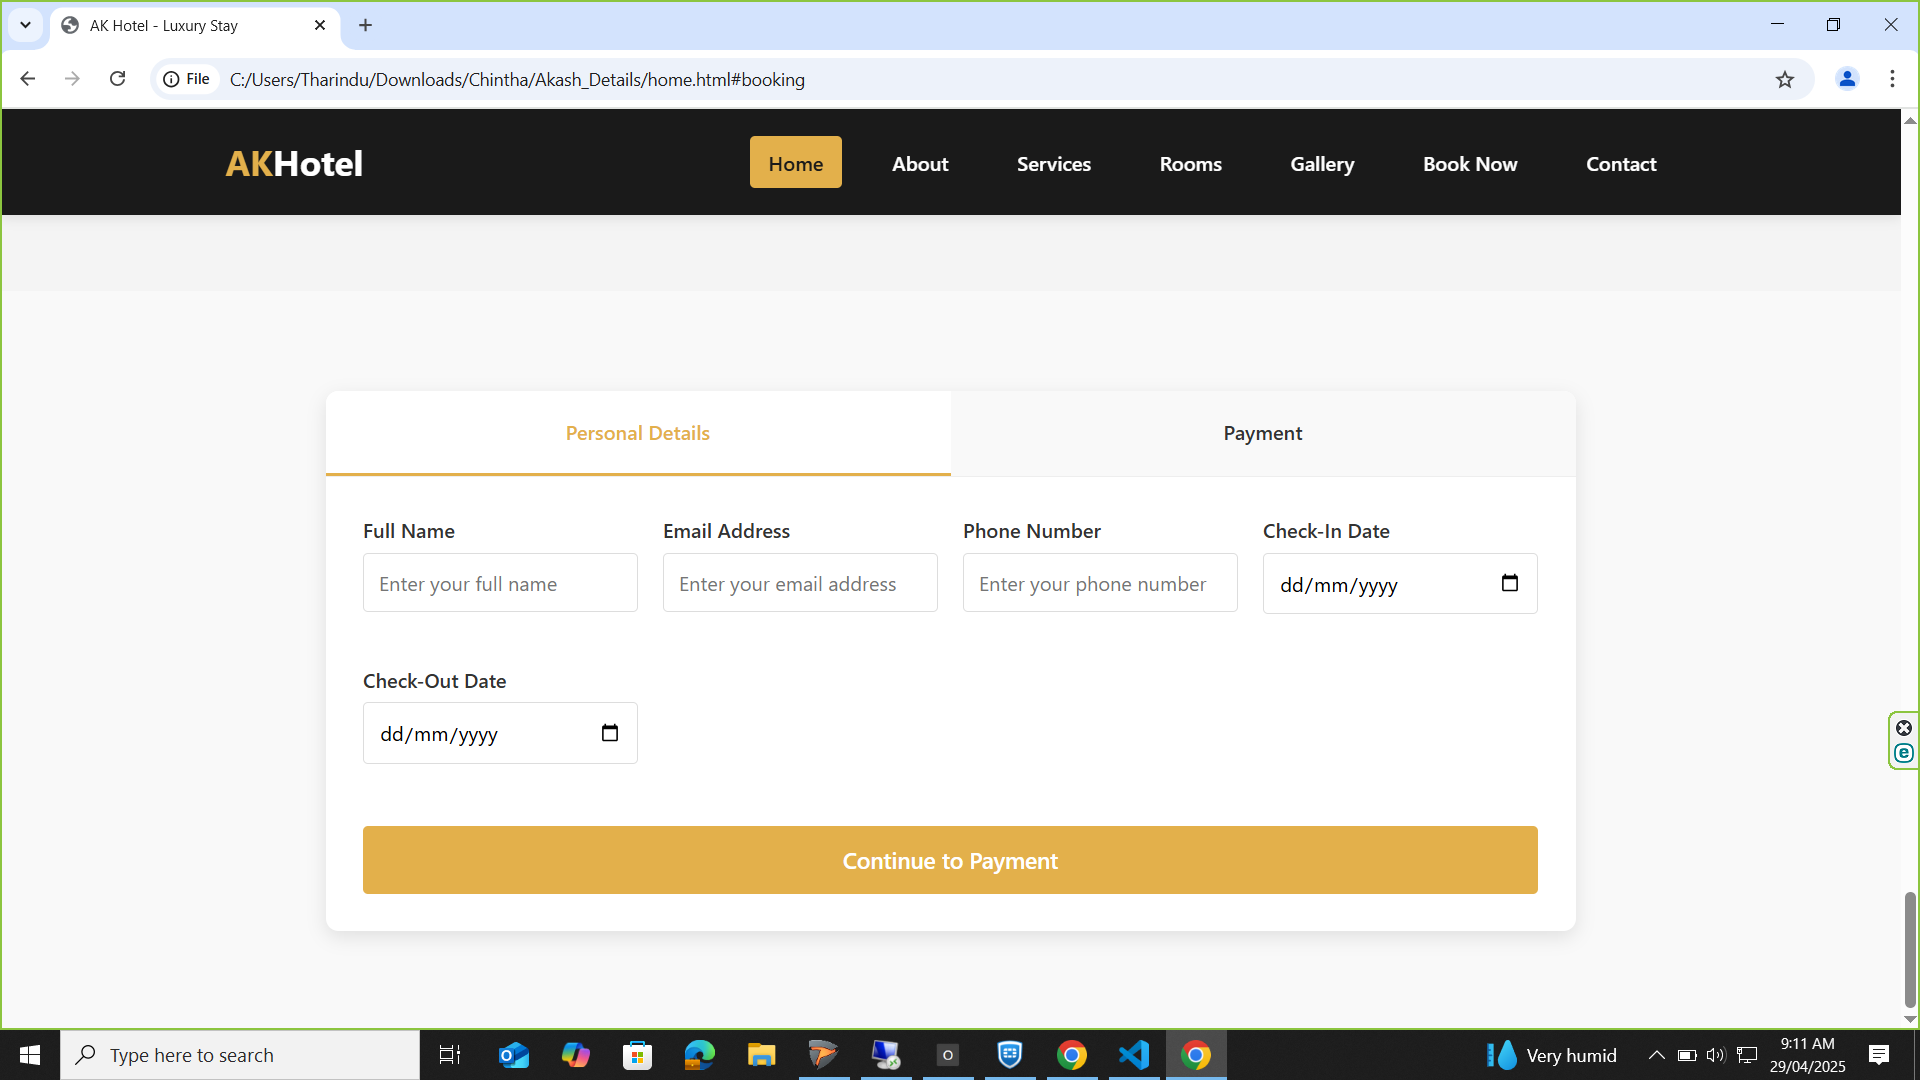 AK Hotel - Luxury Stay
File
C:/Users/Tharindu/Downloads/Chintha/Akash_Details/home.html#booking
AKHotel
Home
About
Services
Rooms
Gallery
Book Now
Contact
Personal Details
Payment
Full Name
Email Address
Phone Number
Check-In Date
Enter your full name
Enter your email address
Enter your phone number
dd/mm/yyyy
Check-Out Date
dd/mm/yyyy
Continue to Payment
Type here to search
Very humid
9:11 AM
29/04/2025